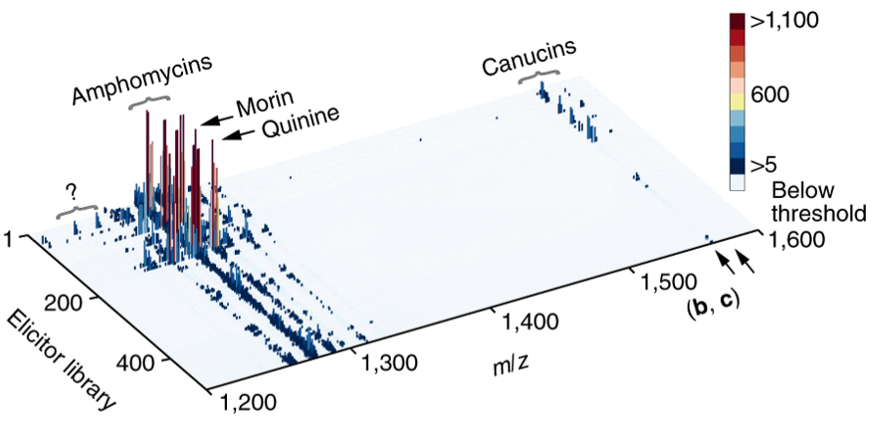 >1,100
600
>5
Below
threshold
Amphomycins
Canucins
Morin
Quinine
?
1
200
400
Elicitor library
1,200
1,300
1,400
1,500
1,600
m/z
(b, c)